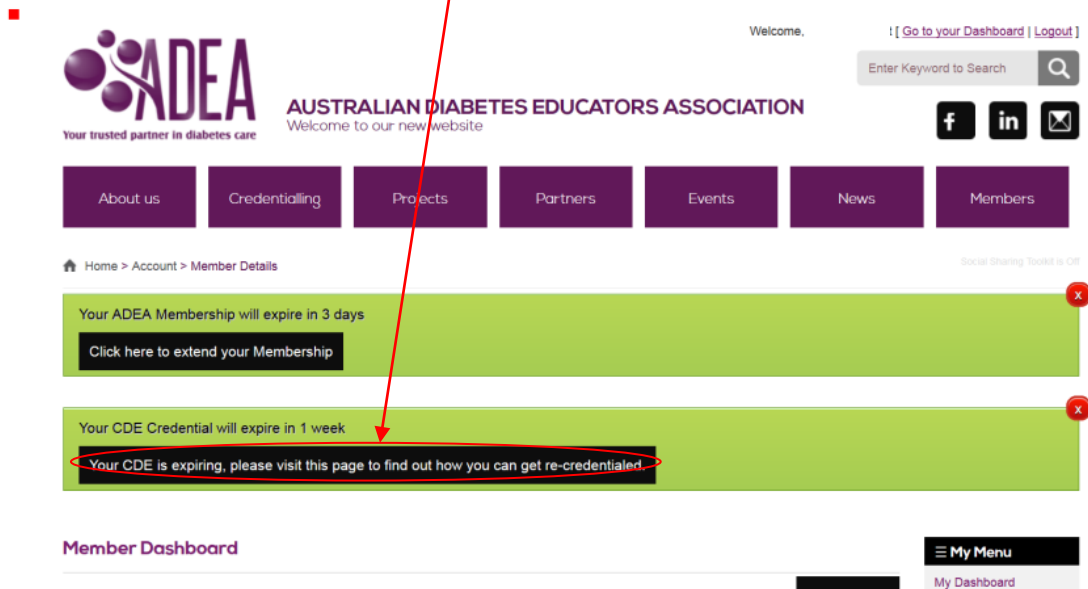 Welcome, [ Go to your Dashboard | Logout ]
ADEA
Your trusted partner in diabetes care
AUSTRALIAN DIABETES EDUCATORS ASSOCIATION
Welcome to our new website
Enter Keyword to Search
f in
About us Credentialling Projects Partners Events News Members
Home > Account > Member Details
Social Sharing Toolkit is Off
x
Your ADEA Membership will expire in 3 days
Click here to extend your Membership
x
Your CDE Credential will expire in 1 week
Your CDE is expiring, please visit this page to find out how you can get re-credentialed.
Member Dashboard
My Menu
My Dashboard